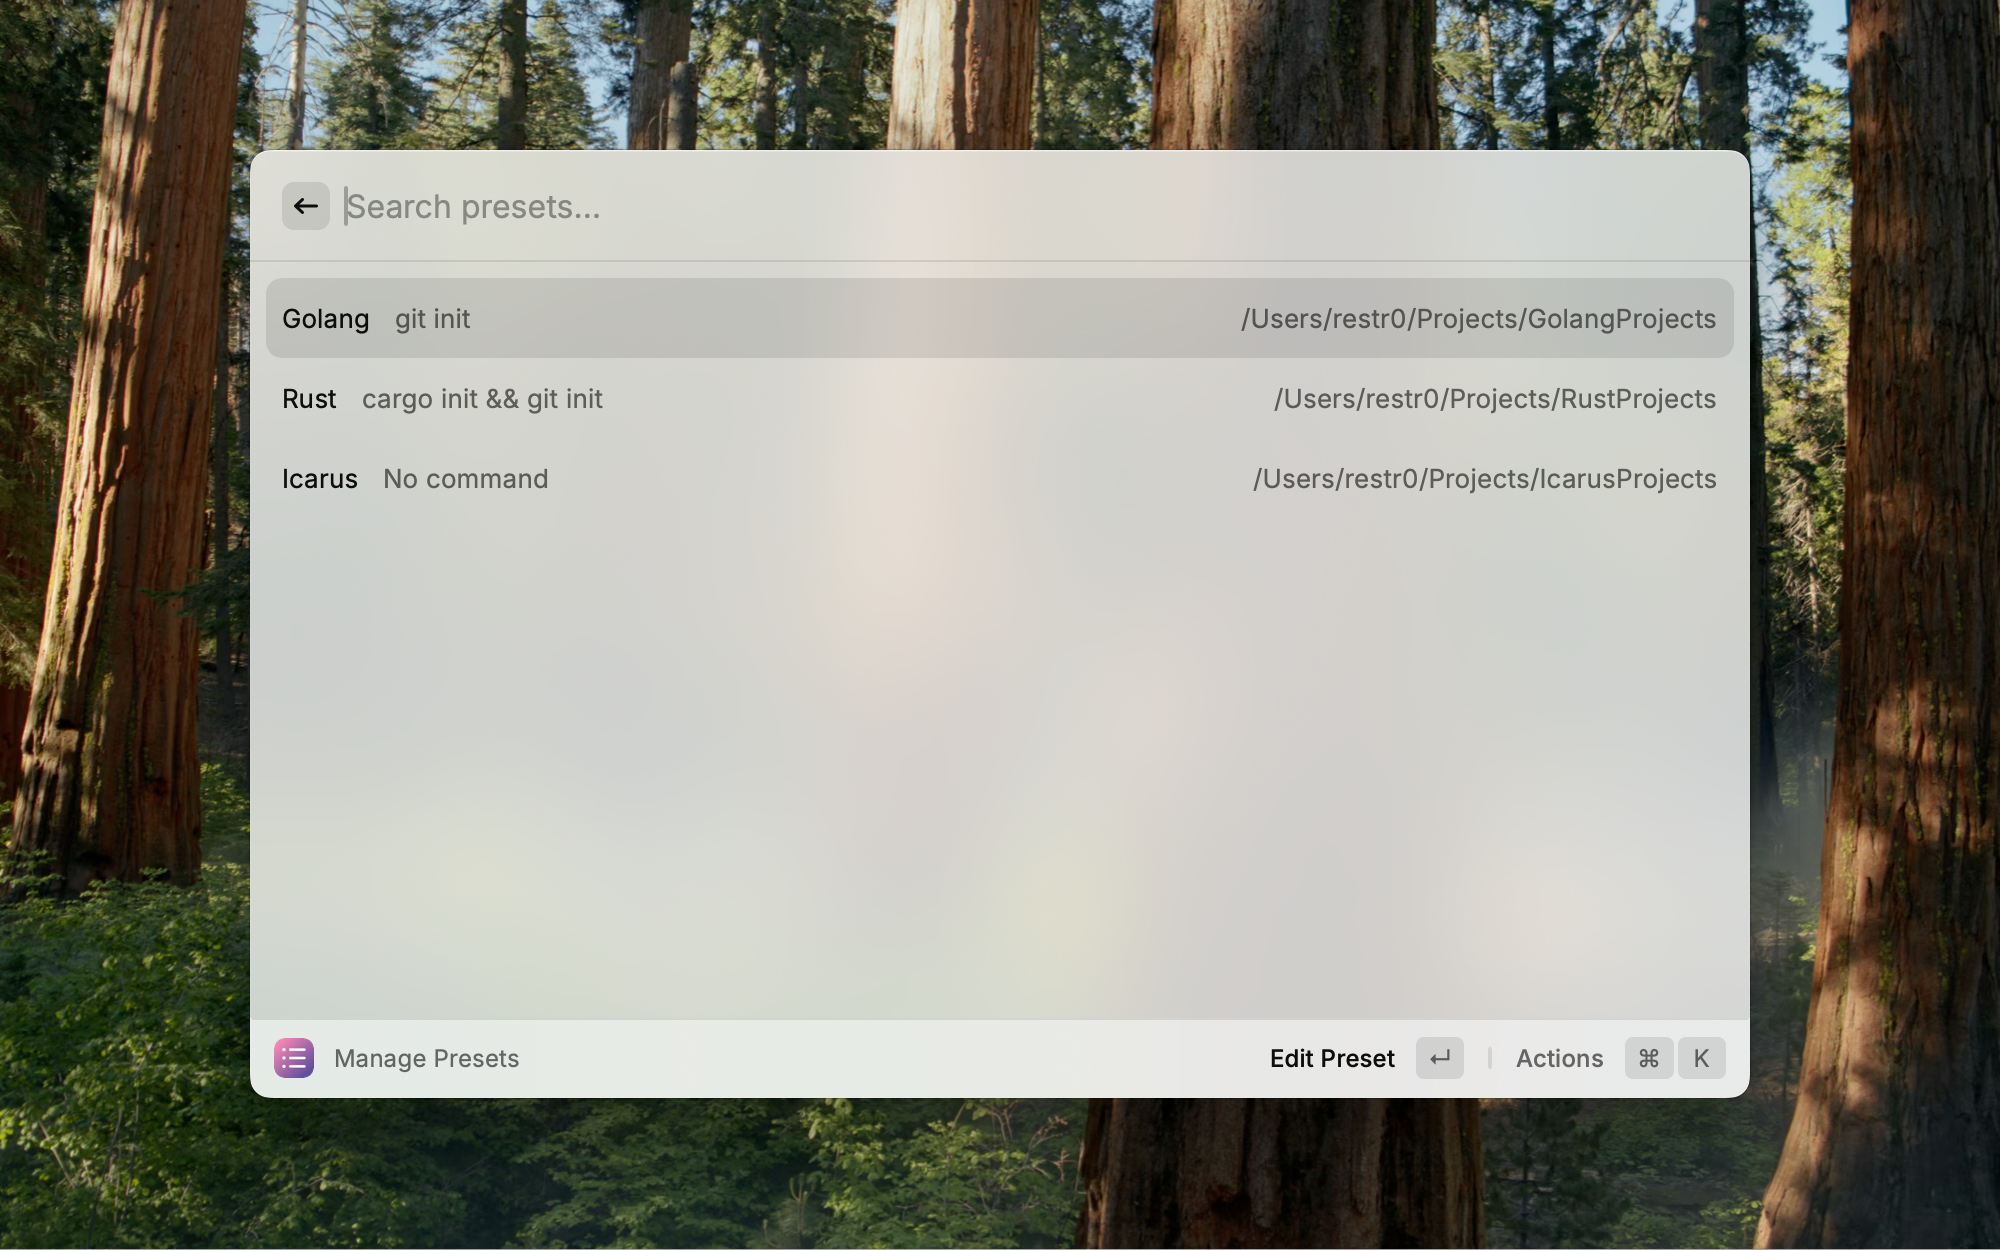 Search presets...
Golang git init /Users/restr0/Projects/GolangProjects
Rust cargo init && git init /Users/restr0/Projects/RustProjects
Icarus No command /Users/restr0/Projects/IcarusProjects
Manage Presets Edit Preset ↵ Actions ⌘ K